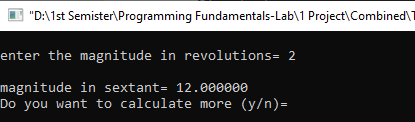 "D:\1st Semister\Programming Fundamentals-Lab\1 Project\Combined\T
enter the magnitude in revolutions= 2
magnitude in sextant= 12.000000
Do you want to calculate more (y/n)=